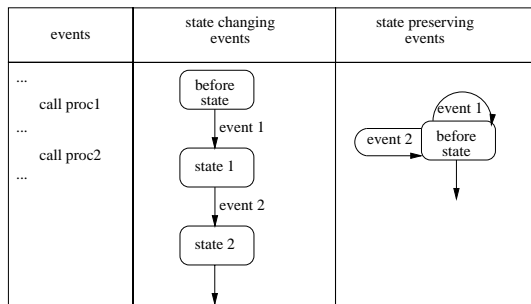 events
state changing
events
state preserving
events
...
call proc1
...
call proc2
...
before
state
event 1
state 1
event 2
state 2
event 1
event 2
before
state